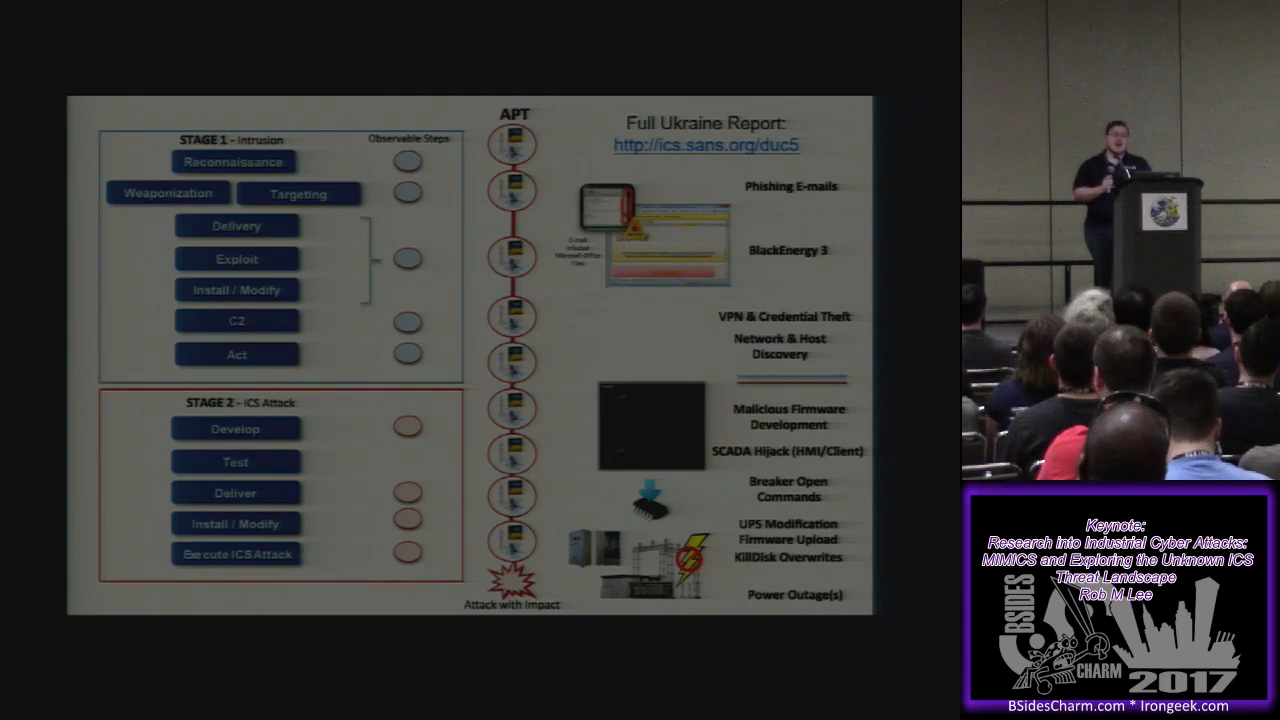 STAGE 1 - Intrusion
Observable Steps
Reconnaissance
Weaponization
Targeting
Delivery
Exploit
Install / Modify
C2
Act
STAGE 2 - ICS Attack
Develop
Test
Deliver
Install / Modify
Execute ICS Attack
APT
Attack with Impact
Full Ukraine Report:
http://ics.sans.org/duc5
Phishing E-mails
Microsoft Office
Files
BlackEnergy 3
VPN & Credential Theft
Network & Host
Discovery
Malicious Firmware
Development
SCADA Hijack (HMI/Client)
Breaker Open
Commands
UPS Modification
Firmware Upload
KillDisk Overwrites
Power Outage(s)
Keynote:
Research into Industrial Cyber Attacks:
MIMICS and Exploring the Unknown ICS
Threat Landscape
Rob M Lee
BSIDES
CHARM
2017
BSidesCharm.com * Irongeek.com